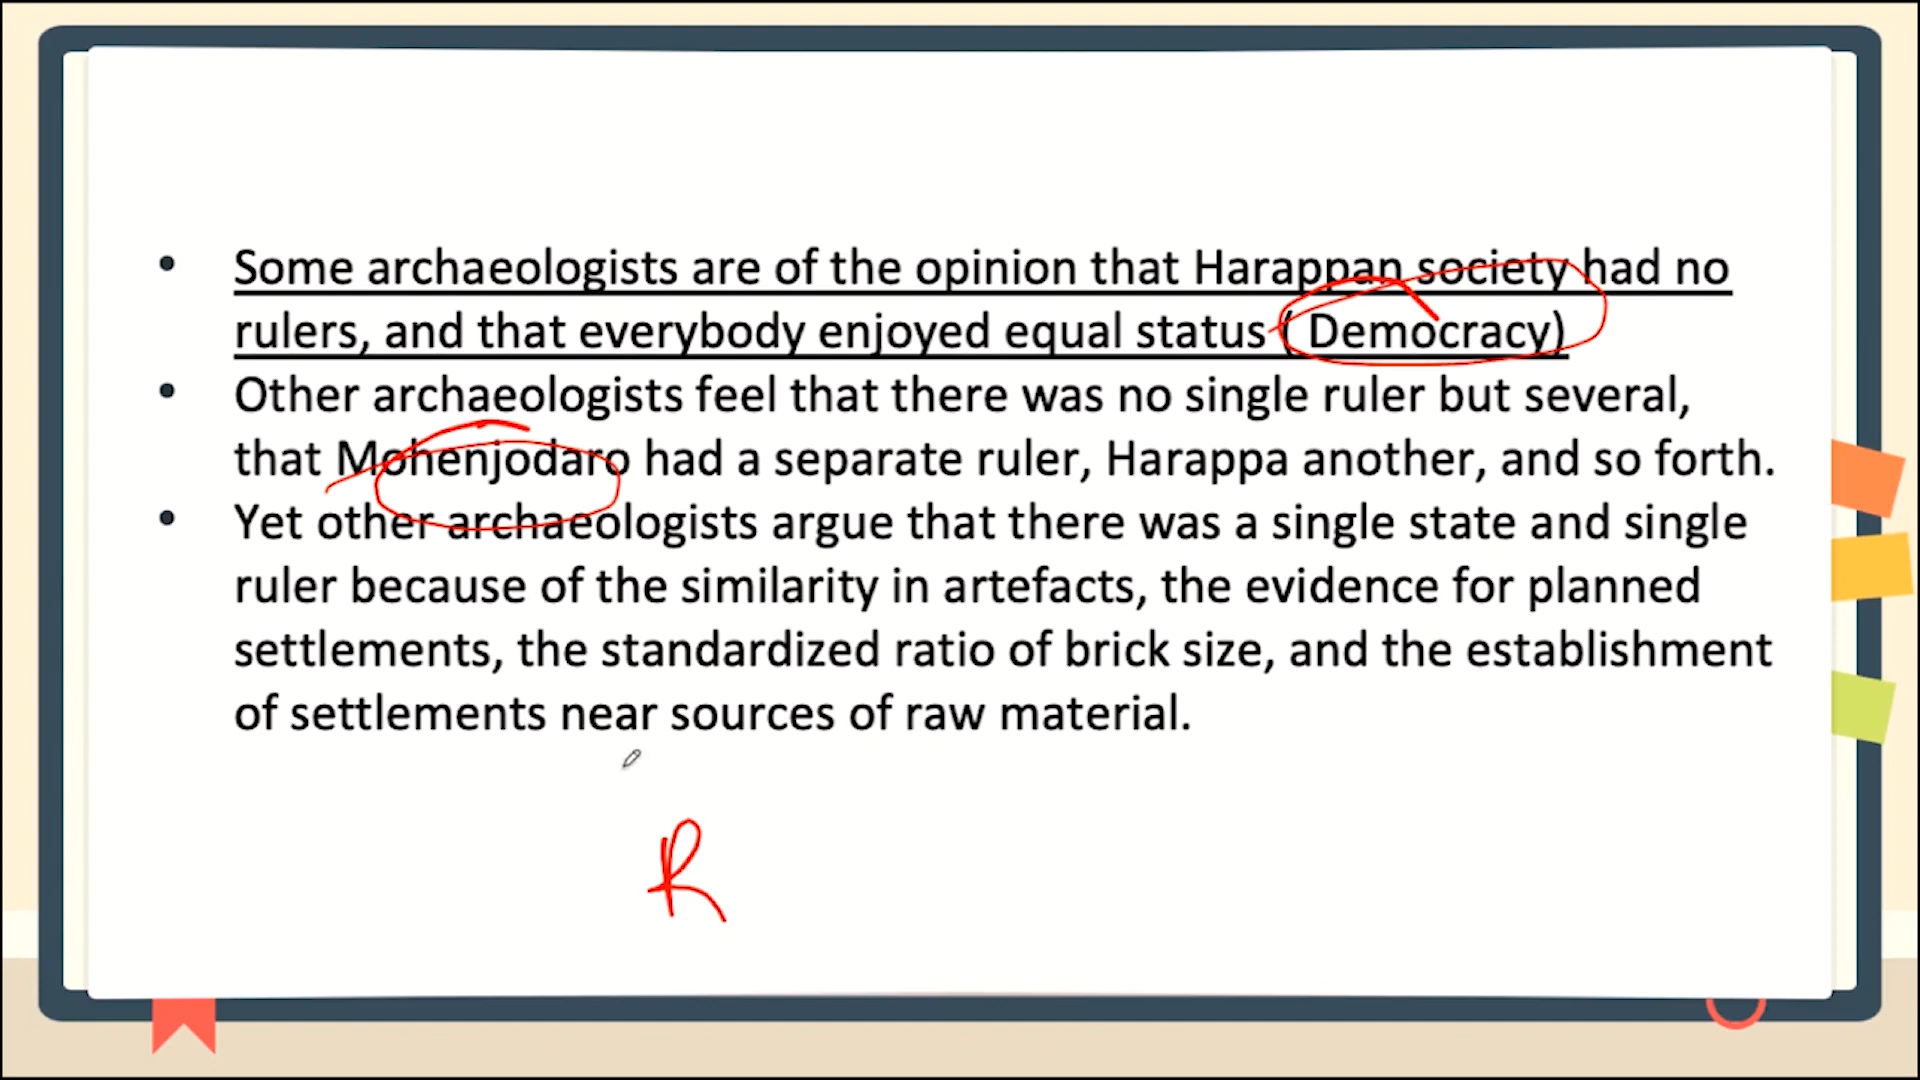 • Some archaeologists are of the opinion that Harappan society had no
rulers, and that everybody enjoyed equal status ( Democracy)
• Other archaeologists feel that there was no single ruler but several,
that Mohenjodaro had a separate ruler, Harappa another, and so forth.
• Yet other archaeologists argue that there was a single state and single
ruler because of the similarity in artefacts, the evidence for planned
settlements, the standardized ratio of brick size, and the establishment
of settlements near sources of raw material.
R